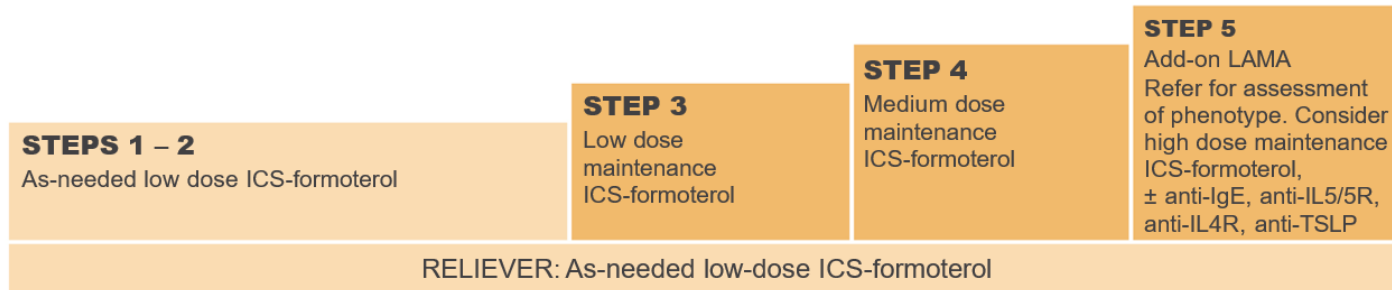 STEPS 1 – 2
As-needed low dose ICS-formoterol
STEP 3
Low dose
maintenance
ICS-formoterol
STEP 4
Medium dose
maintenance
ICS-formoterol
STEP 5
Add-on LAMA
Refer for assessment
of phenotype. Consider
high dose maintenance
ICS-formoterol,
± anti-IgE, anti-IL5/5R,
anti-IL4R, anti-TSLP
RELIEVER: As-needed low-dose ICS-formoterol